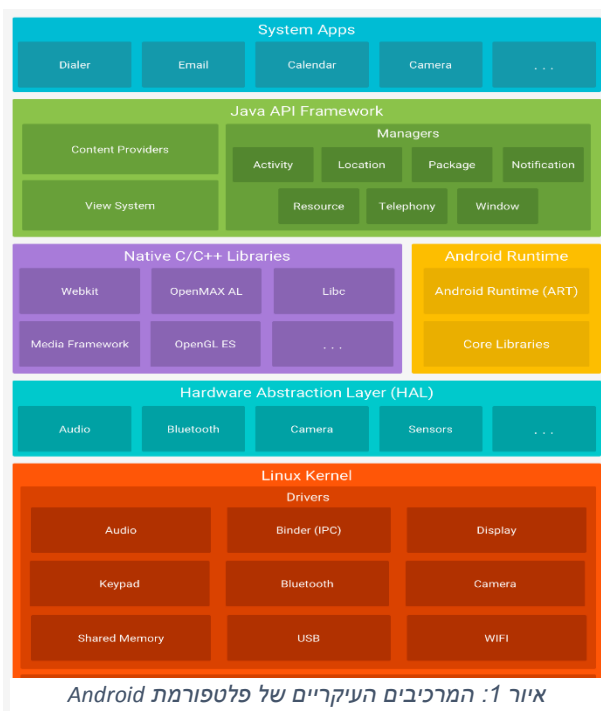 System Apps
Dialer Email Calendar Camera . . .
Java API Framework
Content Providers
View System
Managers
Activity Location Package Notification
Resource Telephony Window
Native C/C++ Libraries
Webkit OpenMAX AL Libc
Media Framework OpenGL ES . . .
Android Runtime
Android Runtime (ART)
Core Libraries
Hardware Abstraction Layer (HAL)
Audio Bluetooth Camera Sensors . . .
Linux Kernel
Drivers
Audio Binder (IPC) Display
Keypad Bluetooth Camera
Shared Memory USB WIFI
איור 1: המרכיבים העיקריים של פלטפורמת Android